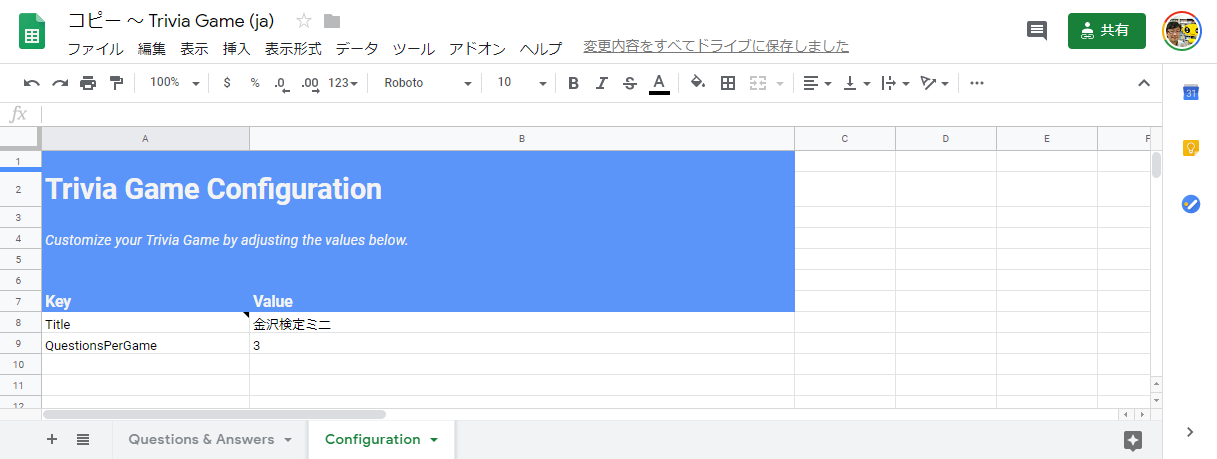 コピー ～ Trivia Game (ja)
ファイル 編集 表示 挿入 表示形式 データ ツール アドオン ヘルプ 変更内容をすべてドライブに保存しました
共有
100% $ % .0 .00 123 Roboto 10 B I S A
fx
A B C D E F
1
2 Trivia Game Configuration
3
4 Customize your Trivia Game by adjusting the values below.
5
6
7 Key Value
8 Title 金沢検定ミニ
9 QuestionsPerGame 3
10
11
12
Questions & Answers Configuration
31